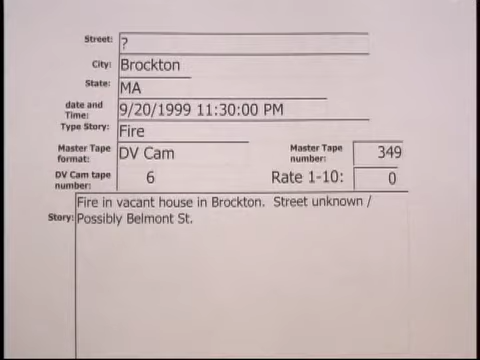 Street: ?
City: Brockton
State: MA
date and Time: 9/20/1999 11:30:00 PM
Type Story: Fire
Master Tape format: DV Cam Master Tape number: 349
DV Cam tape number: 6 Rate 1-10: 0
Story: Fire in vacant house in Brockton. Street unknown /
Possibly Belmont St.